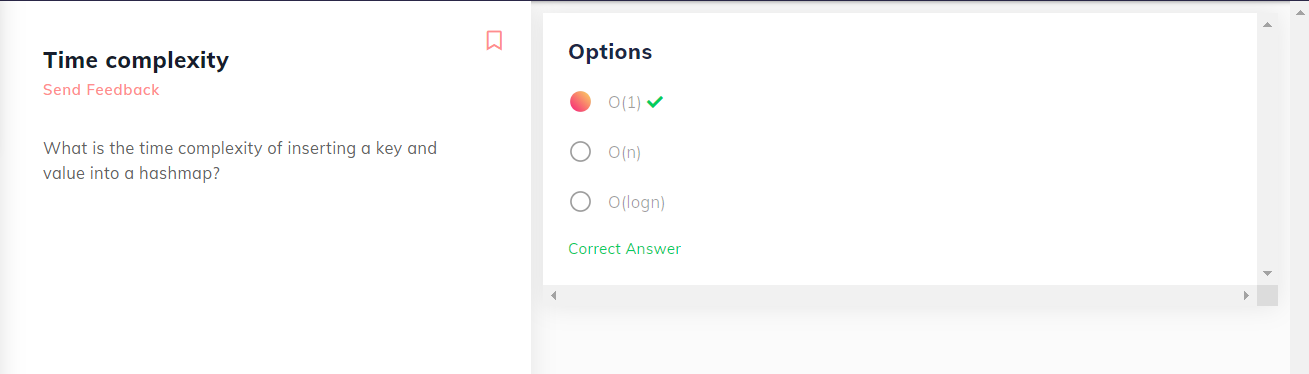 Time complexity
Send Feedback
What is the time complexity of inserting a key and
value into a hashmap?
Options
O(1)
O(n)
O(logn)
Correct Answer